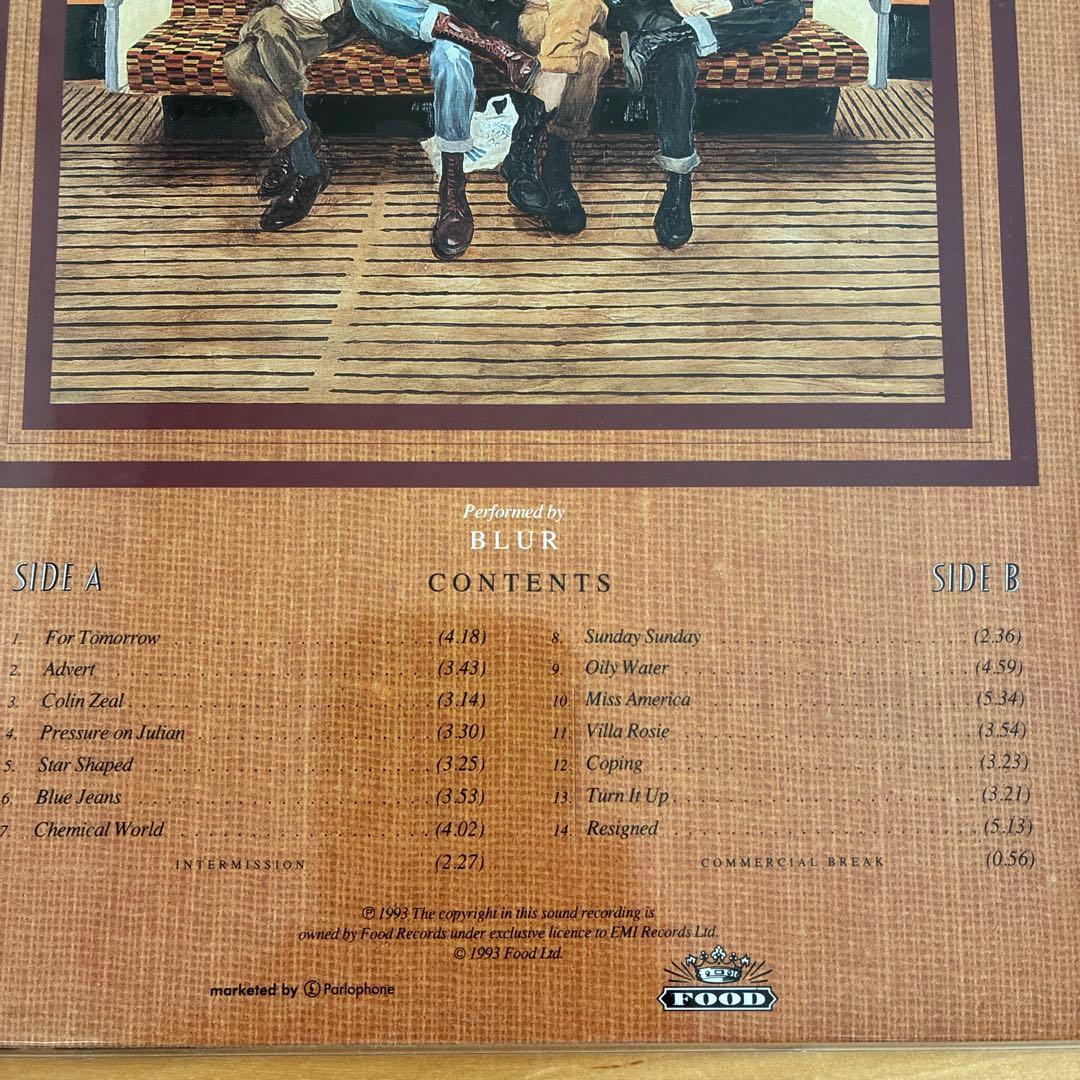 Performed by
BLUR
SIDE A
CONTENTS
SIDE B
1. For Tomorrow (4.18)
2. Advert (3.43)
3. Colin Zeal (3.14)
4. Pressure on Julian (3.30)
5. Star Shaped (3.25)
6. Blue Jeans (3.53)
7. Chemical World (4.02)
INTERMISSION (2.27)
8. Sunday Sunday (2.36)
9. Oily Water (4.59)
10. Miss America (5.34)
11. Villa Rosie (3.54)
12. Coping (3.23)
13. Turn It Up (3.21)
14. Resigned (5.13)
COMMERCIAL BREAK (0.56)
℗ 1993 The copyright in this sound recording is
owned by Food Records under exclusive licence to EMI Records Ltd.
© 1993 Food Ltd.
marketed by £ Parlophone
FOOD